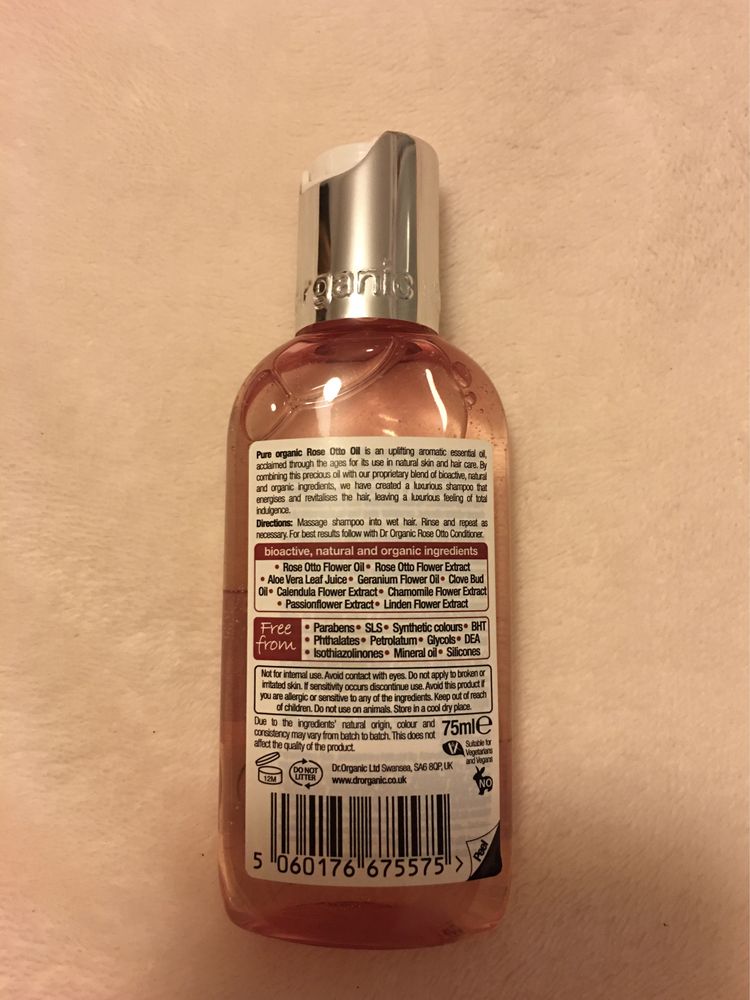 rganic
Pure organic Rose Otto Oil is an uplifting aromatic essential oil,
acclaimed through the ages for its use in natural skin and hair care. By
combining this precious oil with our proprietary blend of bioactive, natural
and organic ingredients, we have created a luxurious shampoo that
energises and revitalises the hair, leaving a luxurious feeling of total
indulgence.
Directions: Massage shampoo into wet hair. Rinse and repeat as
necessary. For best results follow with Dr Organic Rose Otto Conditioner.
bioactive, natural and organic ingredients
• Rose Otto Flower Oil • Rose Otto Flower Extract
• Aloe Vera Leaf Juice • Geranium Flower Oil • Clove Bud
Oil • Calendula Flower Extract • Chamomile Flower Extract
• Passionflower Extract • Linden Flower Extract
Free
from
• Parabens • SLS • Synthetic colours • BHT
• Phthalates • Petrolatum • Glycols • DEA
• Isothiazolinones • Mineral oil • Silicones
Not for internal use. Avoid contact with eyes. Do not apply to broken or
irritated skin. If sensitivity occurs discontinue use. Avoid this product if
you are allergic or sensitive to any of the ingredients. Keep out of reach
of children. Do not use on animals. Store in a cool dry place.
Due to the ingredients' natural origin, colour and
consistency may vary from batch to batch. This does not
affect the quality of the product.
75ml e
Suitable for
Vegetarians
and Vegans
12M
DO NOT
LITTER
Dr.Organic Ltd Swansea, SA6 8QP, UK
www.drorganic.co.uk
NO
5 060176 675575 >
Peel